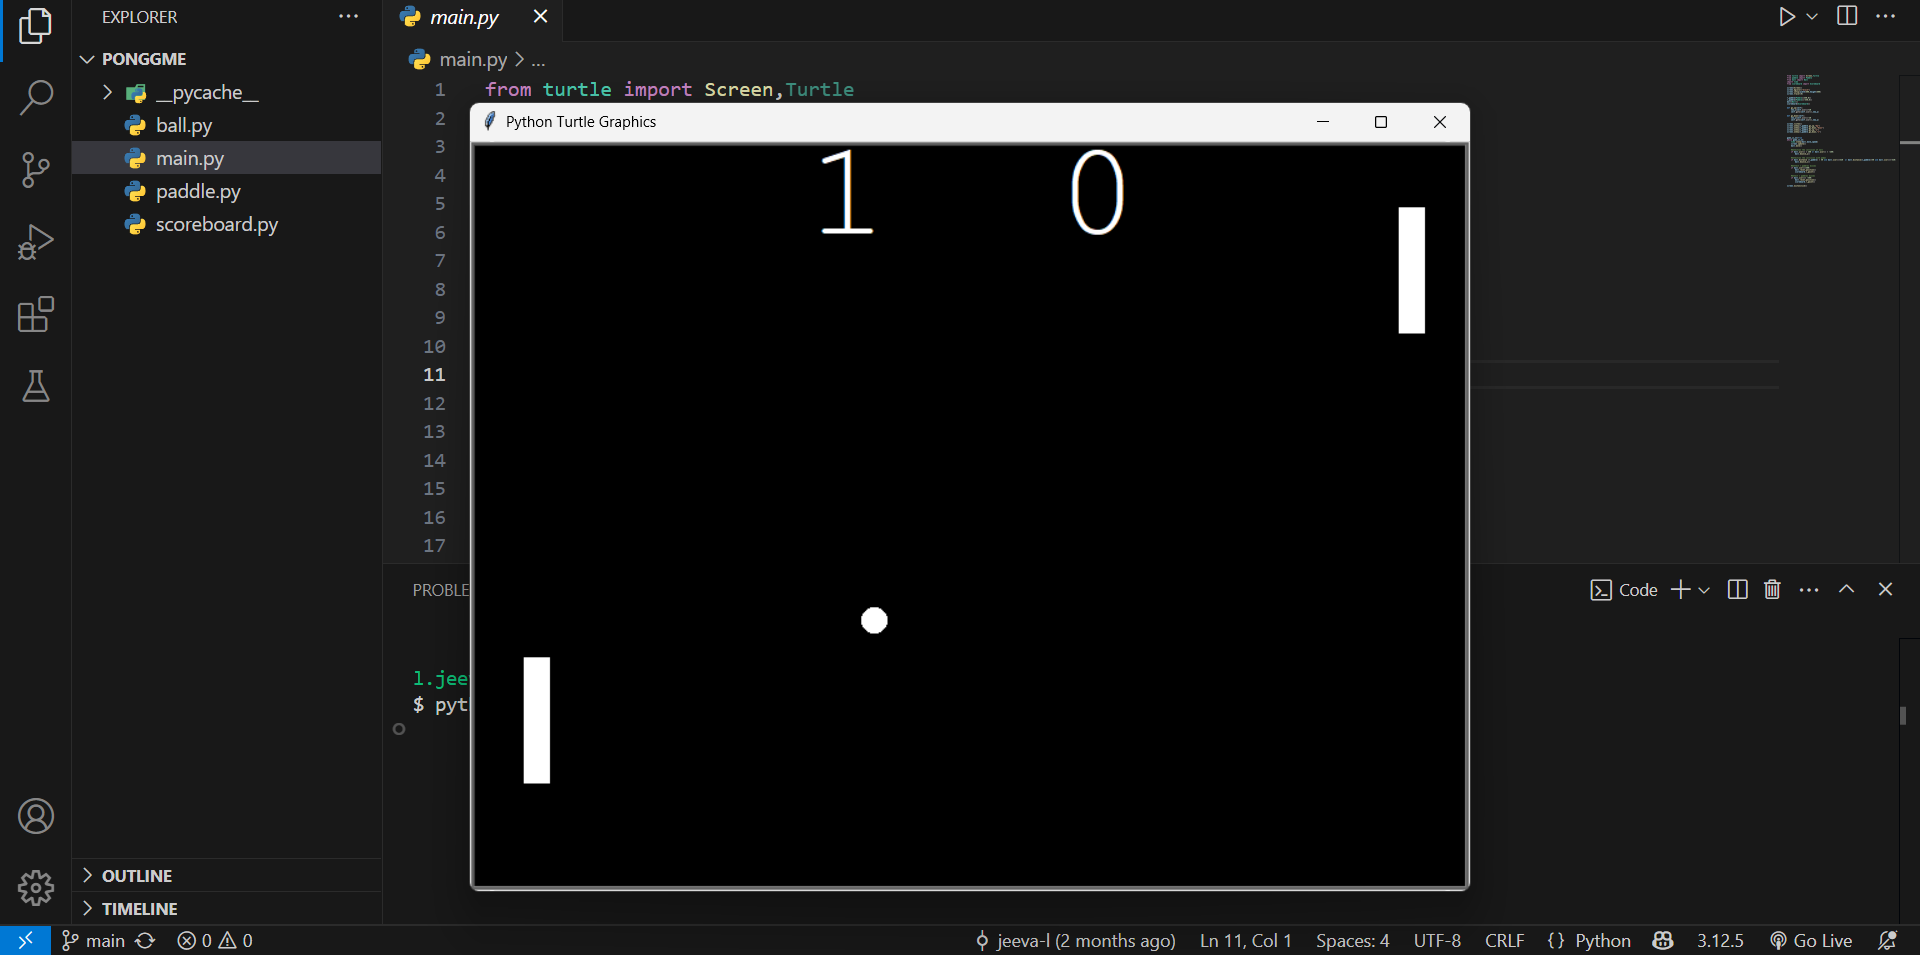 EXPLORER
PONGGME
__pycache__
ball.py
main.py
paddle.py
scoreboard.py
OUTLINE
TIMELINE
main.py
main.py > ...
1 from turtle import Screen,Turtle
2
3
4
5
6
7
8
9
10
11
12
13
14
15
16
17
Python Turtle Graphics
1 0
PROBLE
Code
l.jee
$ pyt
main 0 0 jeeva-l (2 months ago) Ln 11, Col 1 Spaces: 4 UTF-8 CRLF {} Python 3.12.5 Go Live